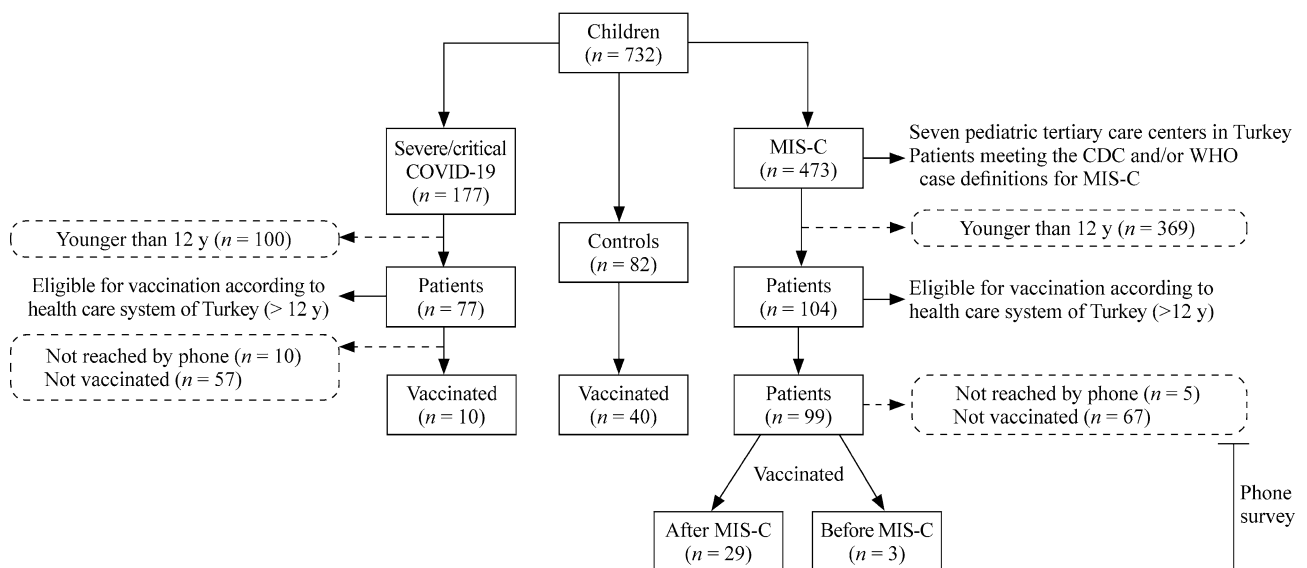 Children
(n = 732)
Severe/critical
COVID-19
(n = 177)
MIS-C
(n = 473)
Seven pediatric tertiary care centers in Turkey
Patients meeting the CDC and/or WHO
case definitions for MIS-C
Younger than 12 y (n = 100)
Controls
(n = 82)
Younger than 12 y (n = 369)
Eligible for vaccination according to
health care system of Turkey (> 12 y)
Patients
(n = 77)
Patients
(n = 104)
Eligible for vaccination according to
health care system of Turkey (>12 y)
Not reached by phone (n = 10)
Not vaccinated (n = 57)
Vaccinated
(n = 10)
Vaccinated
(n = 40)
Patients
(n = 99)
Not reached by phone (n = 5)
Not vaccinated (n = 67)
Vaccinated
Phone
survey
After MIS-C
(n = 29)
Before MIS-C
(n = 3)